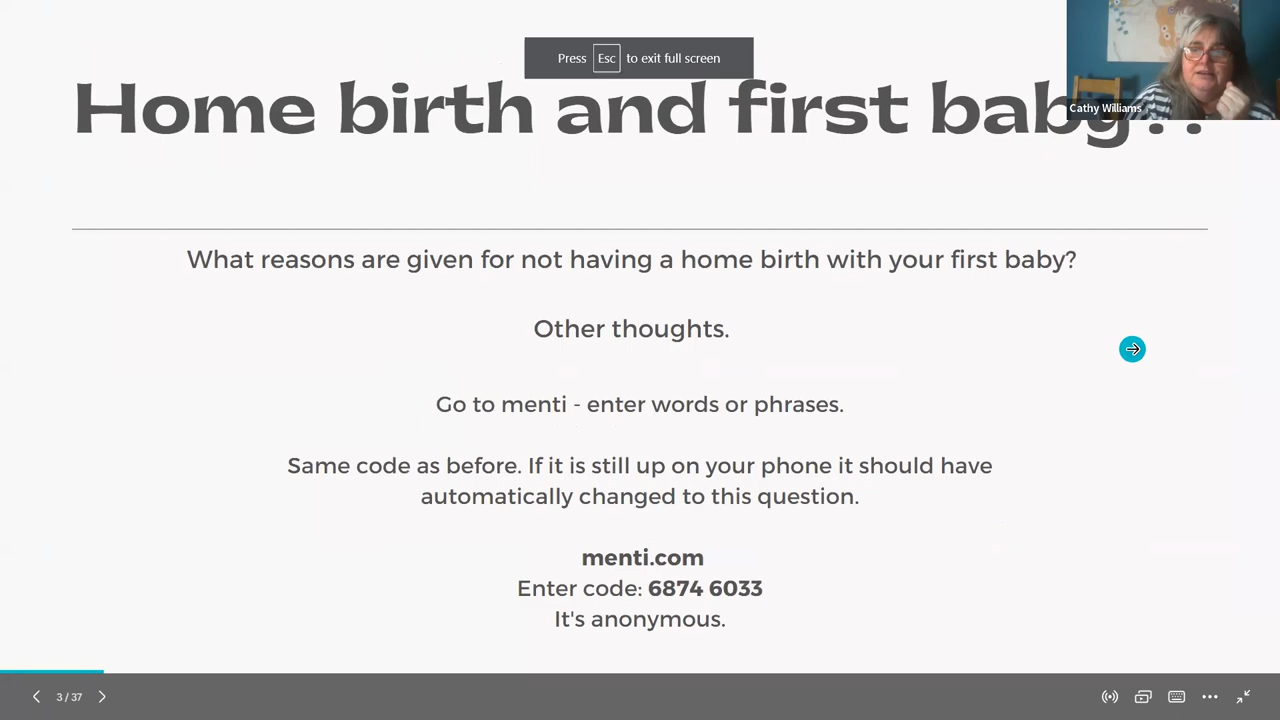 Press Esc to exit full screen
Home birth and first baby??
Cathy Williams
What reasons are given for not having a home birth with your first baby?
Other thoughts.
Go to menti - enter words or phrases.
Same code as before. If it is still up on your phone it should have
automatically changed to this question.
menti.com
Enter code: 6874 6033
It's anonymous.
3 / 37